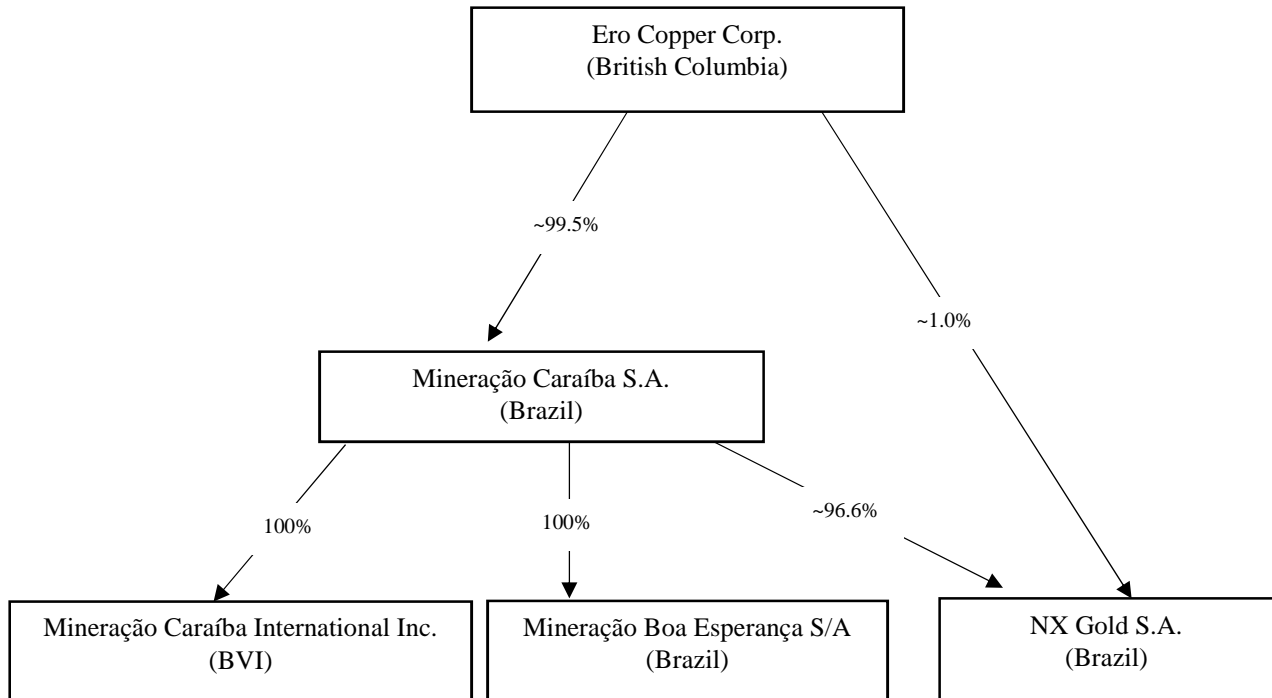 Ero Copper Corp.
(British Columbia)
~99.5%
~1.0%
Mineração Caraíba S.A.
(Brazil)
100%
100%
~96.6%
Mineração Caraíba International Inc.
(BVI)
Mineração Boa Esperança S/A
(Brazil)
NX Gold S.A.
(Brazil)